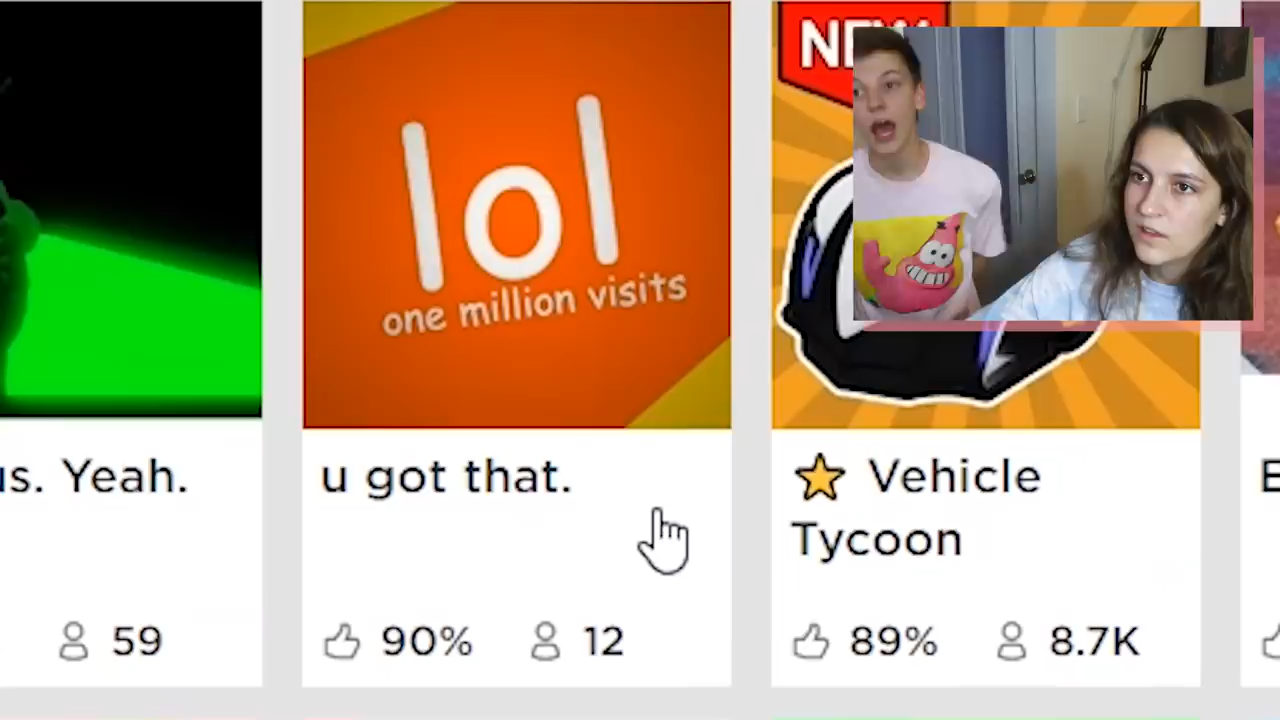 lol
one million visits
NEW
us. Yeah.
59
u got that.
90% 12
⭐ Vehicle
Tycoon
89% 8.7K
E